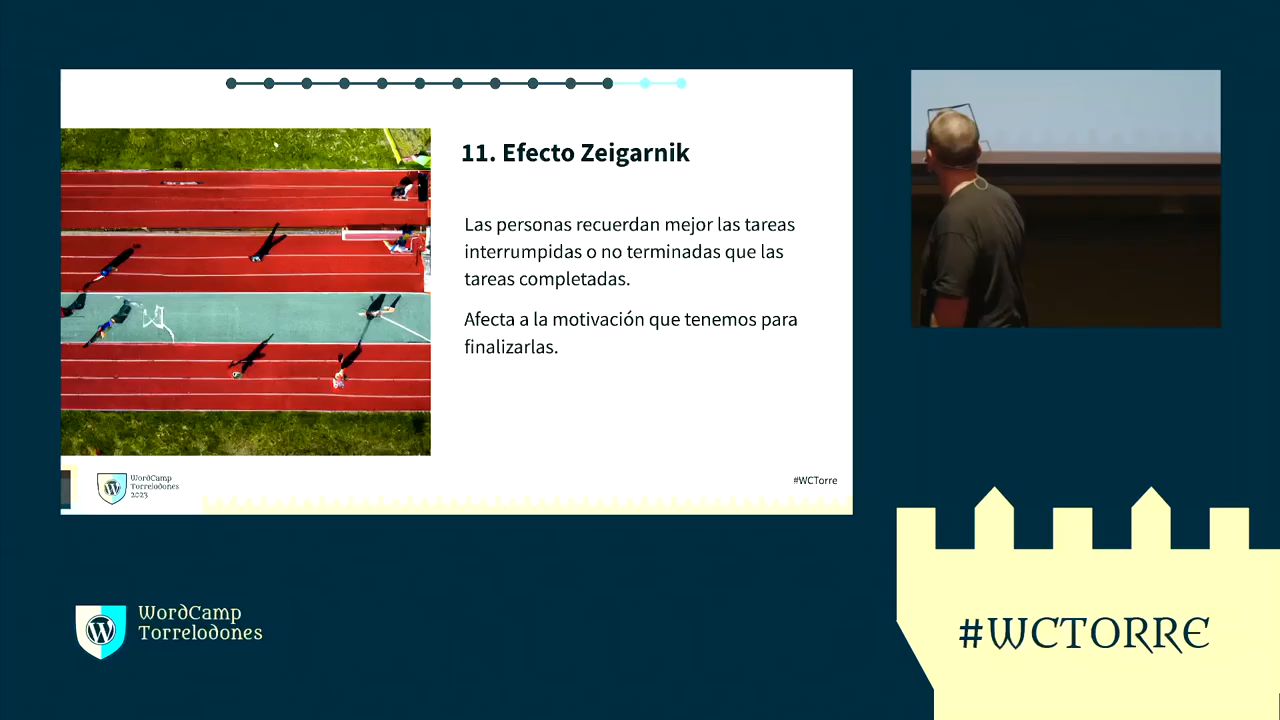 11. Efecto Zeigarnik
Las personas recuerdan mejor las tareas
interrumpidas o no terminadas que las
tareas completadas.
Afecta a la motivación que tenemos para
finalizarlas.
WordCamp
Torrelodones
2023
#WCTorre
WordCamp
Torrelodones
#WCTORRE